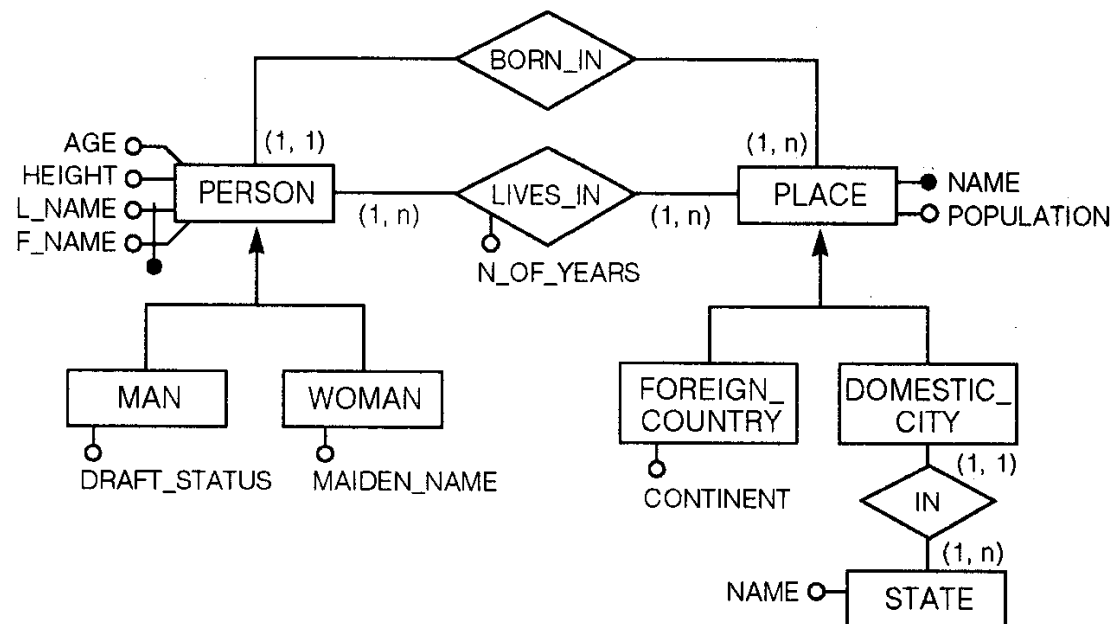 BORN_IN
AGE
(1, 1)
(1, n)
HEIGHT
PERSON
LIVES_IN
PLACE
NAME
L_NAME
(1, n)
(1, n)
POPULATION
F_NAME
N_OF_YEARS
MAN
WOMAN
FOREIGN_
COUNTRY
DOMESTIC_
CITY
DRAFT_STATUS
MAIDEN_NAME
CONTINENT
(1, 1)
IN
(1, n)
NAME
STATE